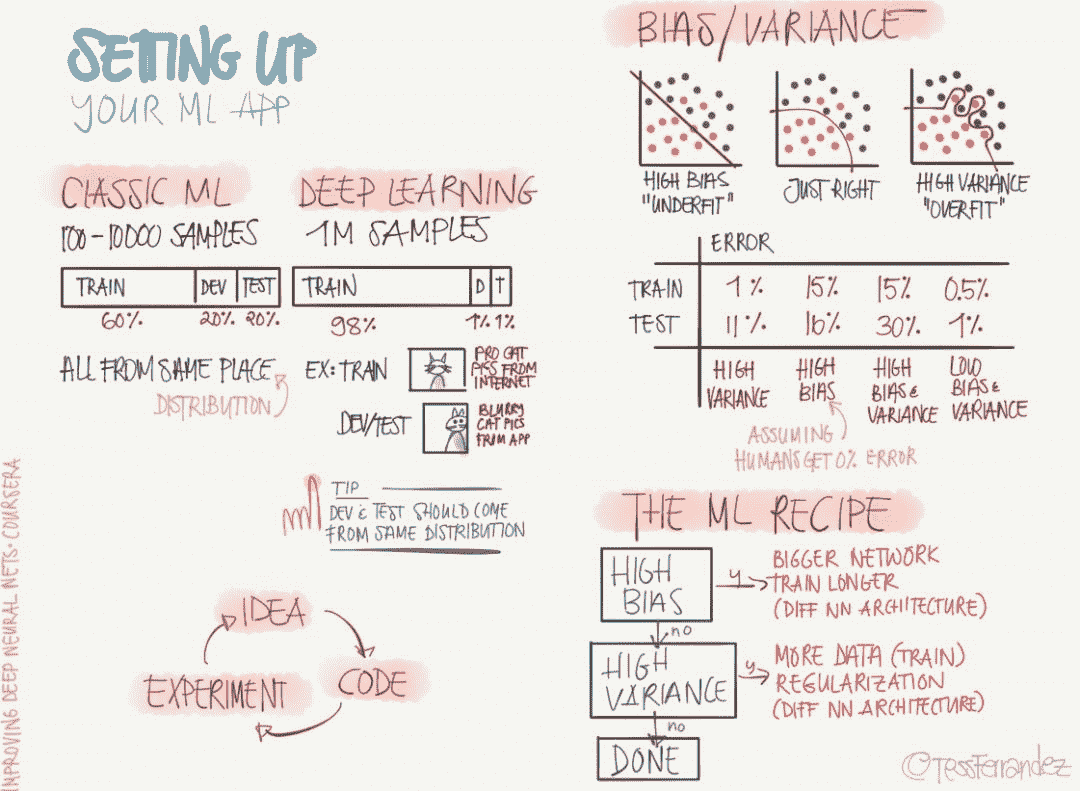 SETTING UP
YOUR ML APP
CLASSIC ML
100-10000 SAMPLES
TRAIN DEV TEST
60% 20% 20%
ALL FROM SAME PLACE
DISTRIBUTION
DEEP LEARNING
1M SAMPLES
TRAIN D T
98% 1% 1%
EX: TRAIN
PRO CAT
PICS FROM
INTERNET
DEV/TEST
BLURRY
CAT PICS
FROM APP
TIP
DEV & TEST SHOULD COME
FROM SAME DISTRIBUTION
IDEA
CODE
EXPERIMENT
BIAS/VARIANCE
HIGH BIAS
"UNDERFIT"
JUST RIGHT
HIGH VARIANCE
"OVERFIT"
ERROR
TRAIN 1% 15% 15% 0.5%
TEST 11% 16% 30% 1%
HIGH
VARIANCE
HIGH
BIAS
HIGH
BIAS &
VARIANCE
LOW
BIAS &
VARIANCE
ASSUMING
HUMANS GET 0% ERROR
THE ML RECIPE
HIGH
BIAS
y
BIGGER NETWORK
TRAIN LONGER
(DIFF NN ARCHITECTURE)
no
HIGH
VARIANCE
y
MORE DATA (TRAIN)
REGULARIZATION
(DIFF NN ARCHITECTURE)
no
DONE
IMPROVING DEEP NEURAL NETS · COURSERA
@TessFerrandez